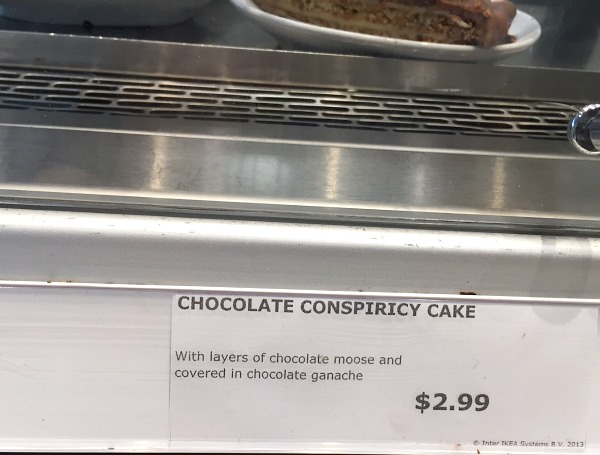 CHOCOLATE CONSPIRICY CAKE
With layers of chocolate moose and
covered in chocolate ganache
$2.99
© Inter IKEA Systems B.V. 2013